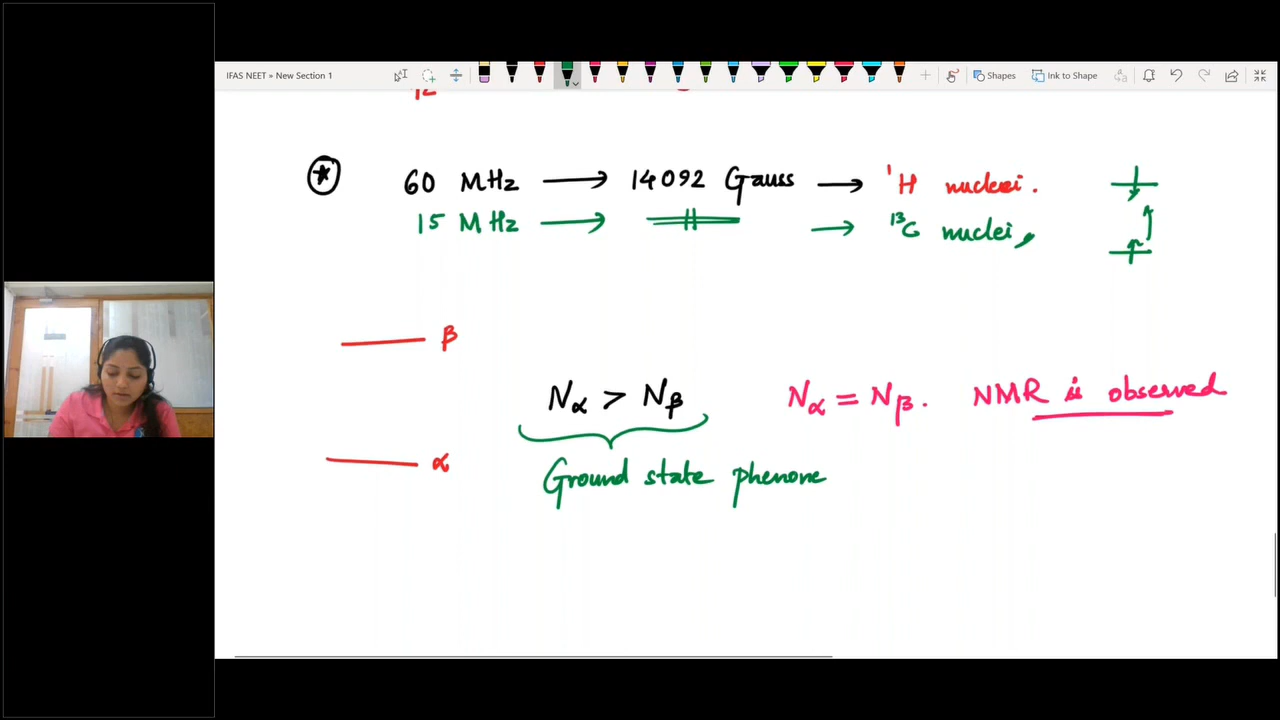 IFAS NEET » New Section 1
Shapes
Ink to Shape
60 MHz → 14092 Gauss → ¹H nuclei.
15 MHz → → ¹³C nuclei,
β
Nα > Nβ Nα = Nβ. NMR is observed
α
Ground state phenome